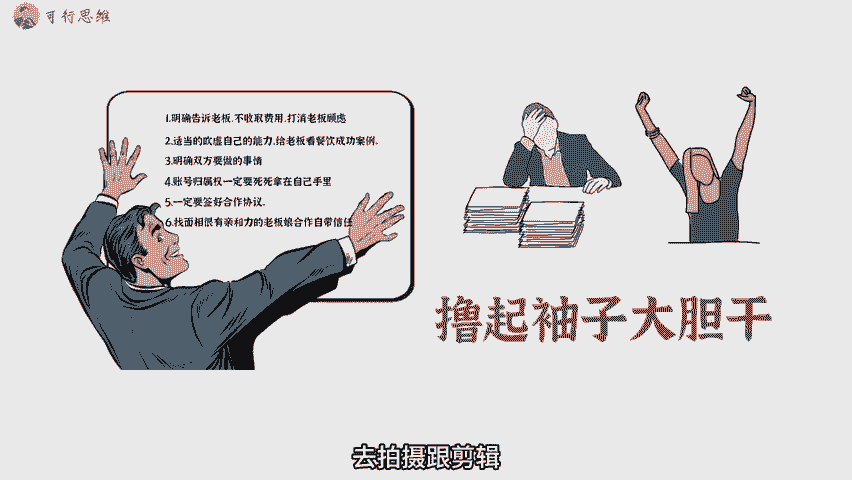 可行思维
1.明确告诉老板.不收取费用.打消老板顾虑
2.适当的吹虚自己的能力.给老板看餐饮成功案例.
3.明确双方要做的事情
4.账号归属权一定要死死拿在自己手里
5.一定要签好合作协议.
6.找面相很有亲和力的老板娘合作自带信任
撸起袖子大胆干
去拍摄跟剪辑